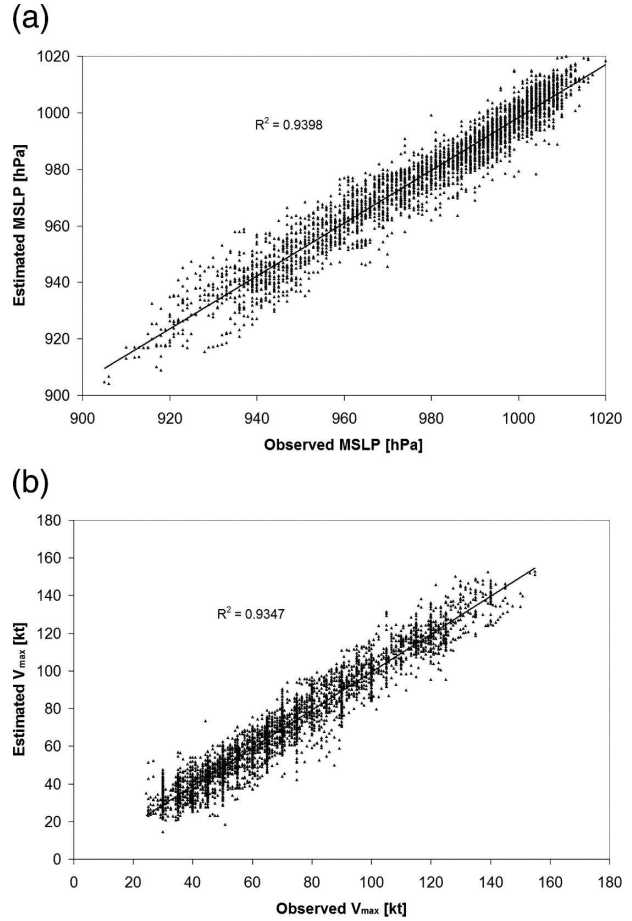 (a)
1020
1000
980
960
940
920
900
Estimated MSLP [hPa]
R² = 0.9398
900 920 940 960 980 1000 1020
Observed MSLP [hPa]
(b)
180
160
140
120
100
80
60
40
20
0
Estimated Vmax [kt]
R² = 0.9347
0 20 40 60 80 100 120 140 160 180
Observed Vmax [kt]